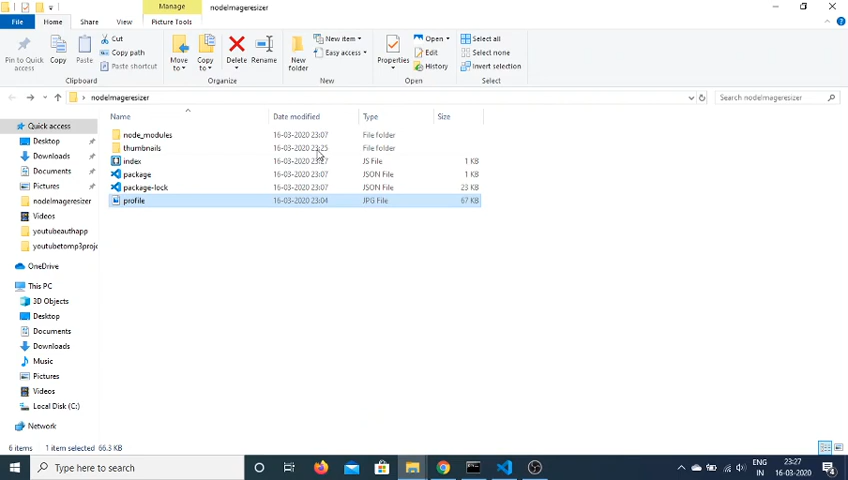 Manage
nodeImageresizer
File
Home
Share
View
Picture Tools
Pin to Quick access
Copy
Paste
Cut
Copy path
Paste shortcut
Clipboard
Move to
Copy to
Delete
Rename
Organize
New folder
New item
Easy access
New
Properties
Open
Edit
History
Open
Select all
Select none
Invert selection
Select
nodeImageresizer
Search nodeImageresizer
Name Date modified Type Size
node_modules 16-03-2020 23:07 File folder
thumbnails 16-03-2020 23:25 File folder
index 16-03-2020 23:27 JS File 1 KB
package 16-03-2020 23:07 JSON File 1 KB
package-lock 16-03-2020 23:07 JSON File 23 KB
profile 16-03-2020 23:04 JPG File 67 KB
Quick access
Desktop
Downloads
Documents
Pictures
nodeImageresizer
Videos
youtubeauthapp
youtubetomp3proje
OneDrive
This PC
3D Objects
Desktop
Documents
Downloads
Music
Pictures
Videos
Local Disk (C:)
Network
6 items 1 item selected 66.3 KB
Type here to search
ENG
IN
23:27
16-03-2020
4